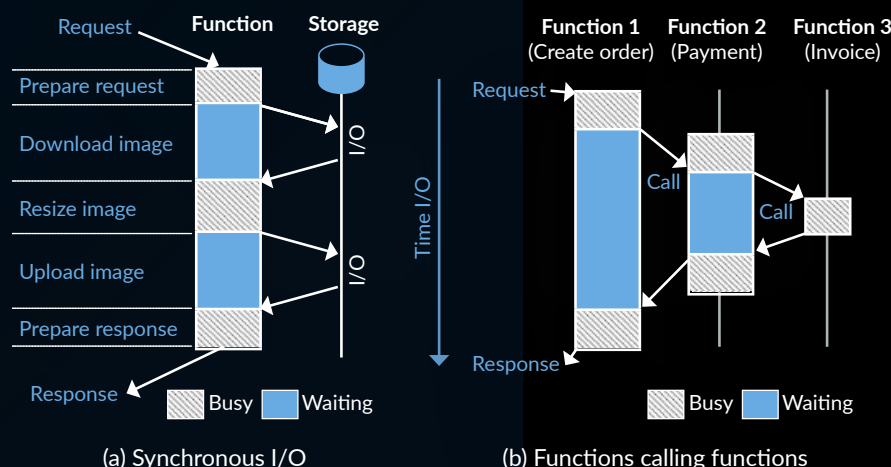 Function
Storage
Request
Prepare request
Download image
I/O
Resize image
Upload image
I/O
Prepare response
Response
Busy
Waiting
(a) Synchronous I/O
Time I/O
Function 1
(Create order)
Function 2
(Payment)
Function 3
(Invoice)
Request
Call
Call
Response
Busy
Waiting
(b) Functions calling functions